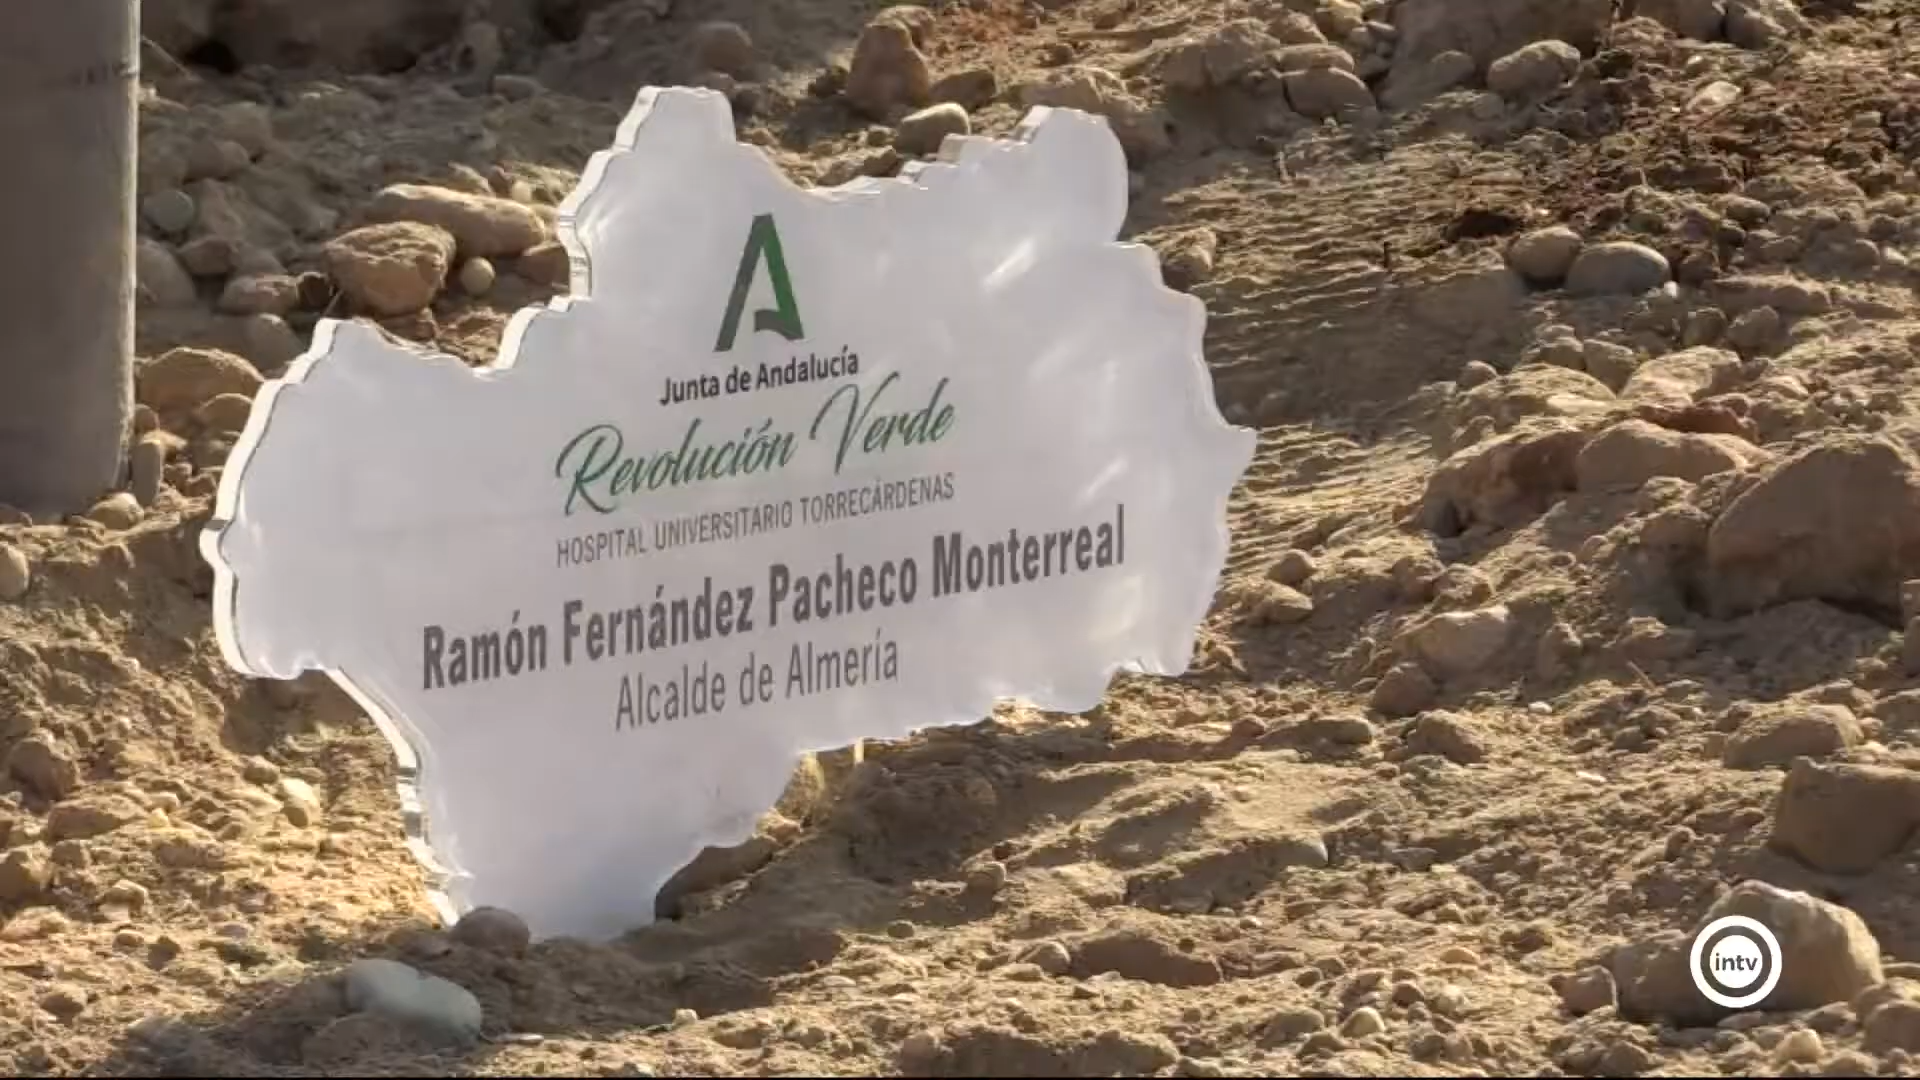 Junta de Andalucía
Revolución Verde
HOSPITAL UNIVERSITARIO TORRECÁRDENAS
Ramón Fernández Pacheco Monterreal
Alcalde de Almería
intv